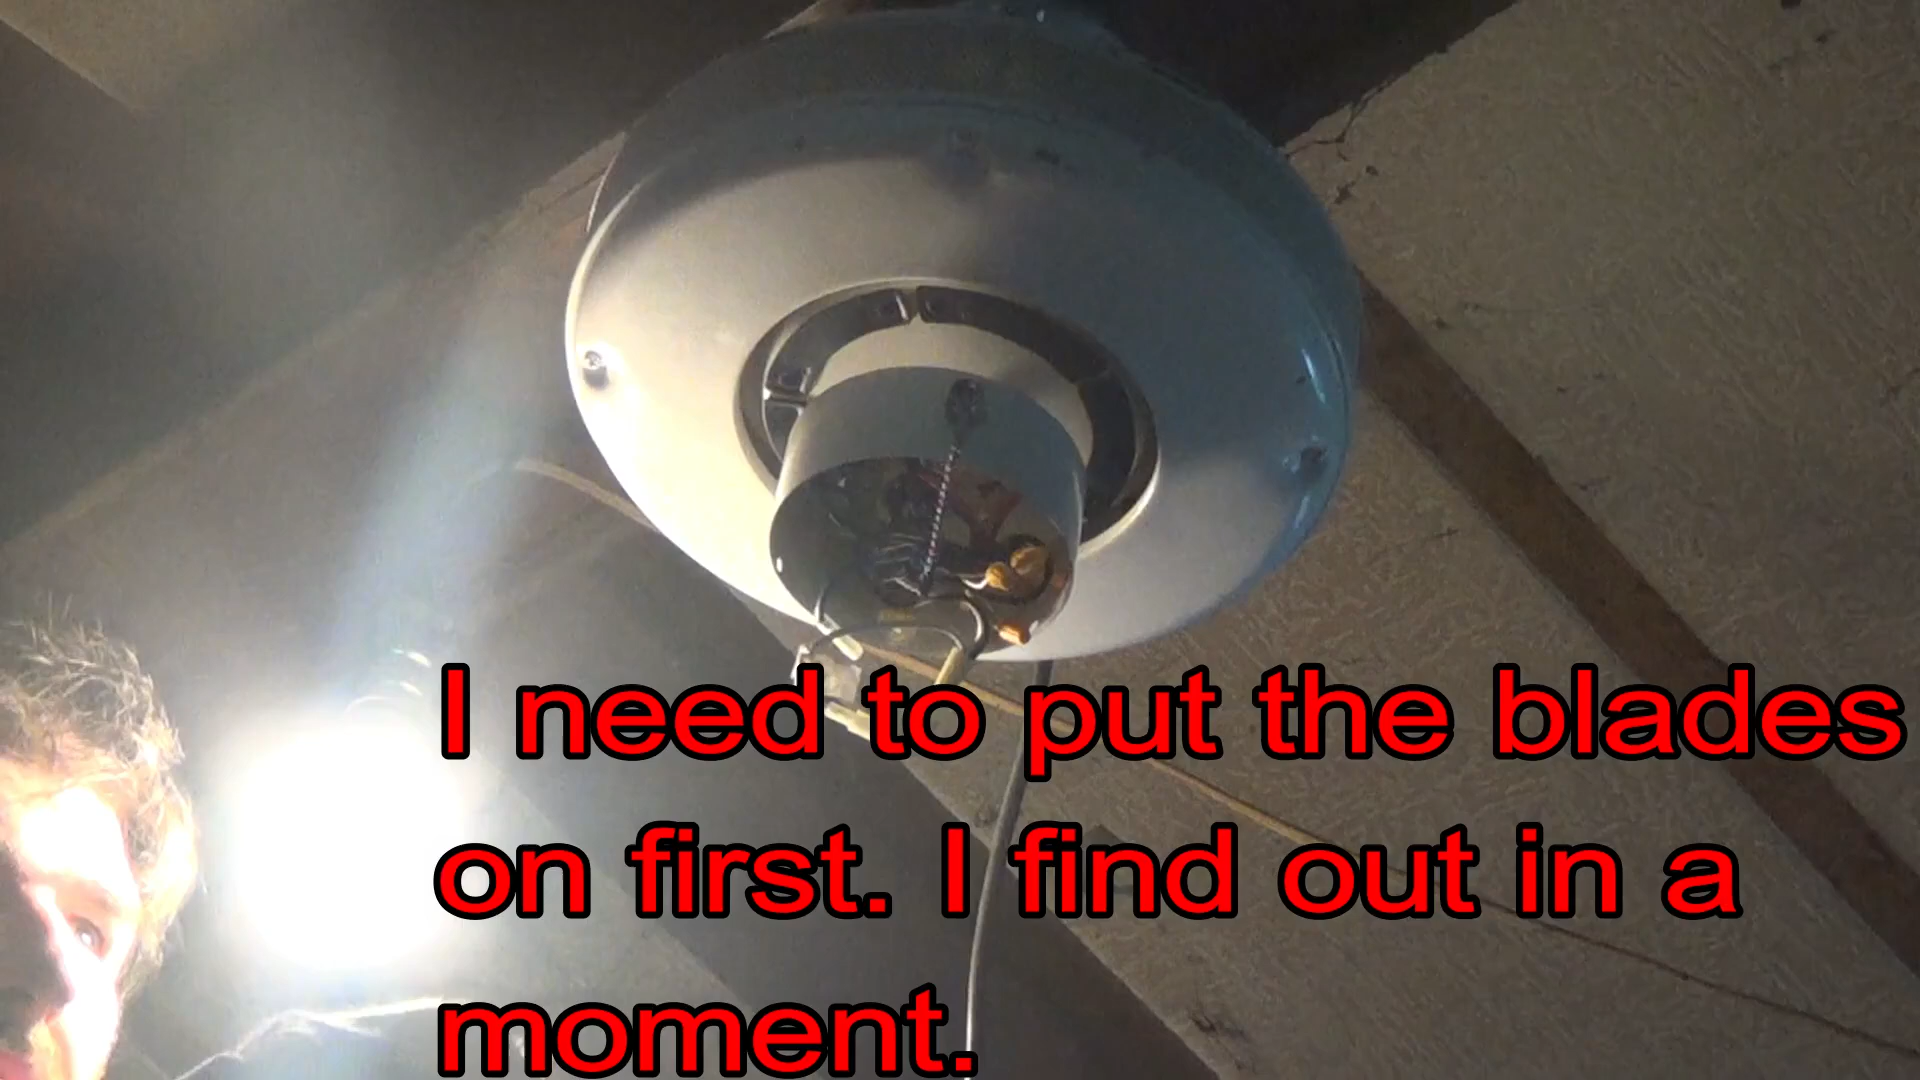 I need to put the blades
on first. I find out in a
moment.